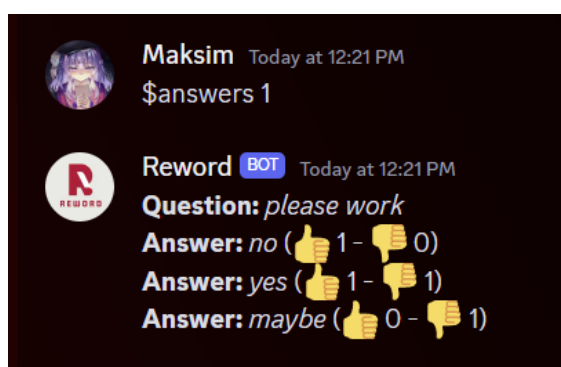 Maksim Today at 12:21 PM
$answers 1
REWORD
Reword BOT Today at 12:21 PM
Question: please work
Answer: no (👍 1 - 👎 0)
Answer: yes (👍 1 - 👎 1)
Answer: maybe (👍 0 - 👎 1)